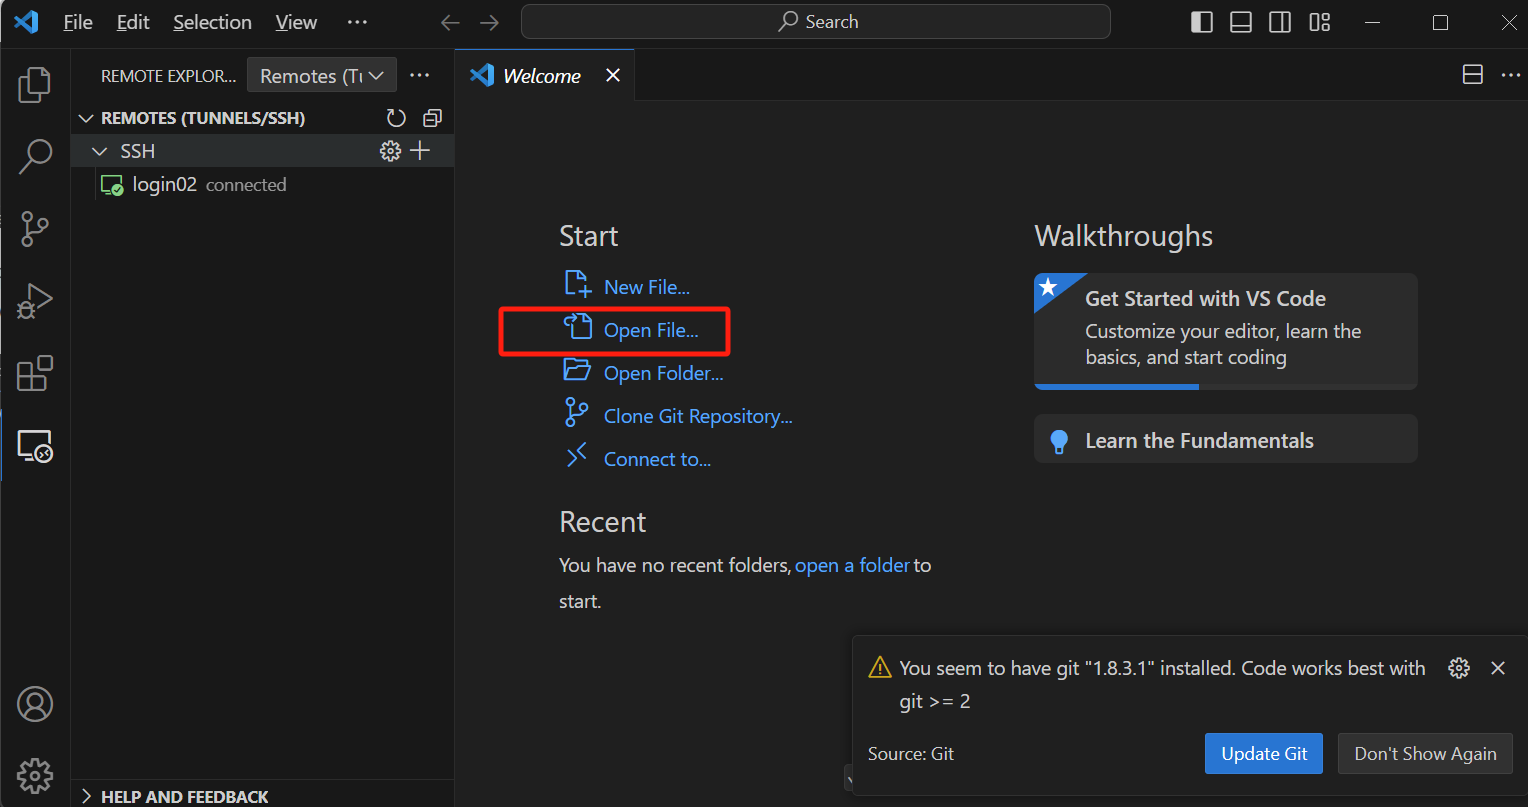 File Edit Selection View ··· Search
REMOTE EXPLOR... Remotes (Tu ···
Welcome
REMOTES (TUNNELS/SSH)
SSH
login02 connected
Start
New File...
Open File...
Open Folder...
Clone Git Repository...
Connect to...
Recent
You have no recent folders, open a folder to
start.
Walkthroughs
Get Started with VS Code
Customize your editor, learn the
basics, and start coding
Learn the Fundamentals
You seem to have git "1.8.3.1" installed. Code works best with
git >= 2
Source: Git
Update Git
Don't Show Again
HELP AND FEEDBACK